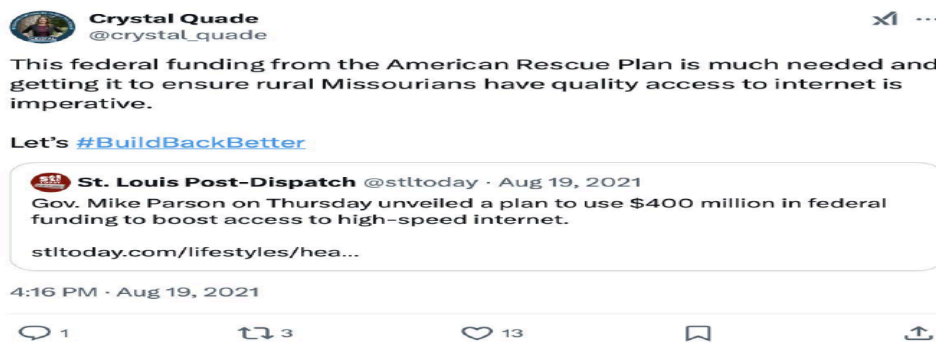 Crystal Quade
@crystal_quade
This federal funding from the American Rescue Plan is much needed and
getting it to ensure rural Missourians have quality access to internet is
imperative.
Let's #BuildBackBetter
St. Louis Post-Dispatch @stltoday · Aug 19, 2021
Gov. Mike Parson on Thursday unveiled a plan to use $400 million in federal
funding to boost access to high-speed internet.
stltoday.com/lifestyles/hea...
4:16 PM · Aug 19, 2021
1 3 13